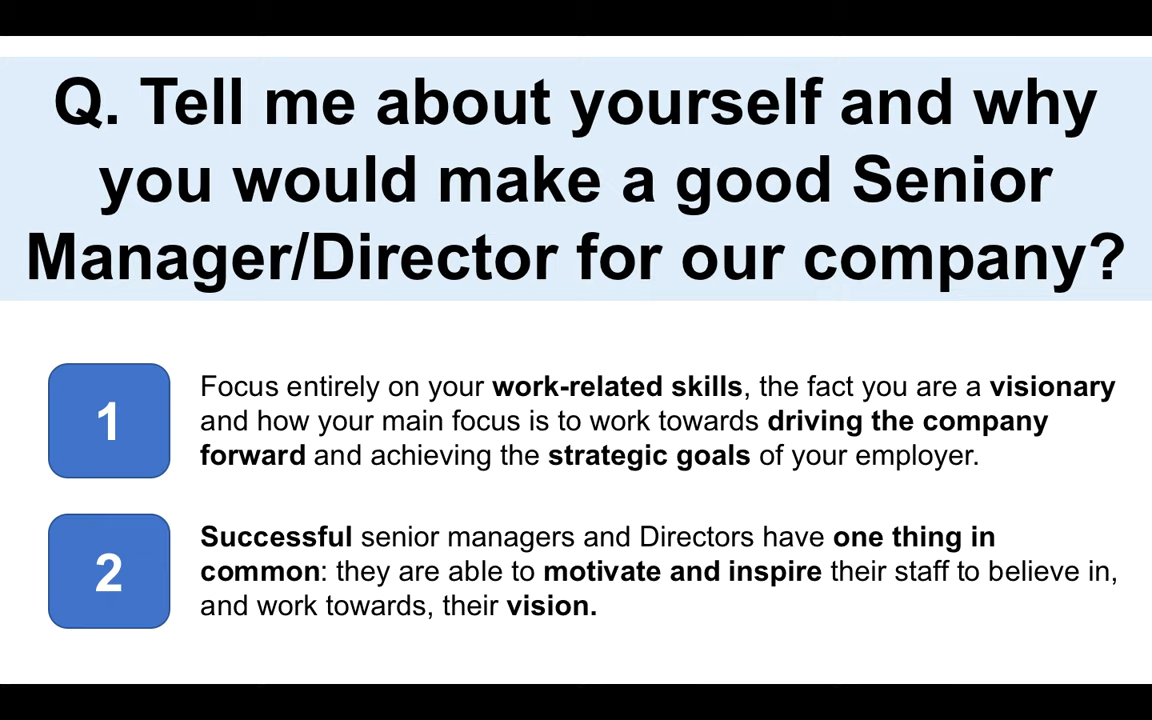 Q. Tell me about yourself and why
you would make a good Senior
Manager/Director for our company?
1
Focus entirely on your work-related skills, the fact you are a visionary
and how your main focus is to work towards driving the company
forward and achieving the strategic goals of your employer.
2
Successful senior managers and Directors have one thing in
common: they are able to motivate and inspire their staff to believe in,
and work towards, their vision.